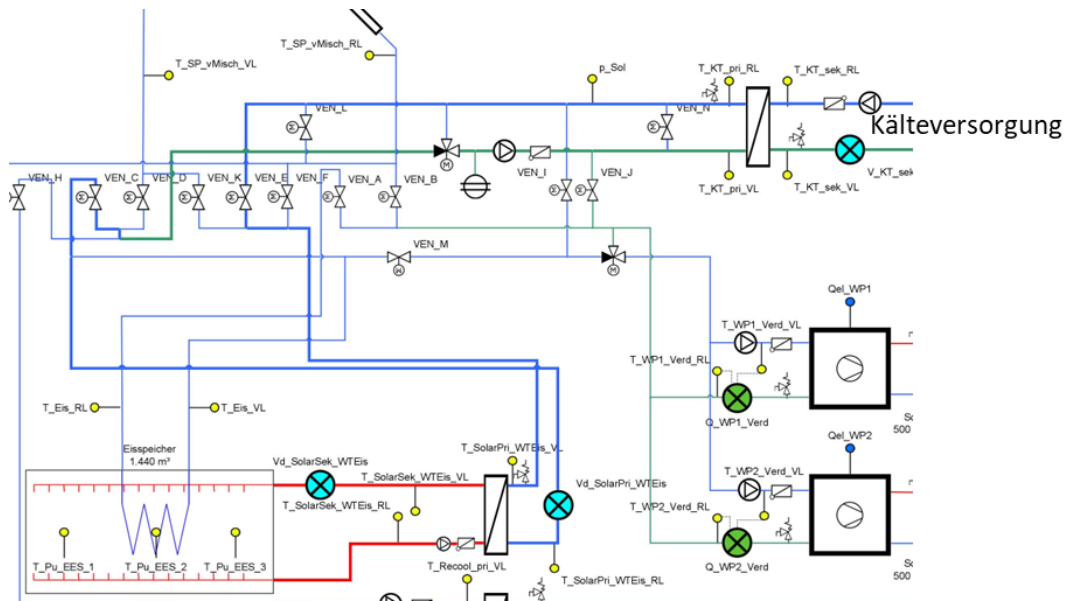 T_SP_vMisch_RL
T_SP_vMisch_VL
p_Sol
T_KT_pri_RL
T_KT_sek_RL
VEN_L
VEN_N
Kälteversorgung
M
VEN_I
VEN_J
T_KT_pri_VL
T_KT_sek_VL
V_KT_sek
VEN_H
VEN_C
VEN_D
VEN_K
VEN_E
VEN_F
VEN_A
VEN_B
VEN_M
M
Qel_WP1
T_WP1_Verd_VL
T_WP1_Verd_RL
Q_WP1_Verd
500
T_Eis_RL
T_Eis_VL
Qel_WP2
Eisspeicher
1.440 m³
Vd_SolarSek_WTEis
T_SolarSek_WTEis_VL
T_SolarPri_WTEis_VL
T_SolarSek_WTEis_RL
Vd_SolarPri_WTEis
T_WP2_Verd_VL
T_WP2_Verd_RL
Q_WP2_Verd
500
T_Pu_EES_1
T_Pu_EES_2
T_Pu_EES_3
T_Recool_pri_VL
T_SolarPri_WTEis_RL